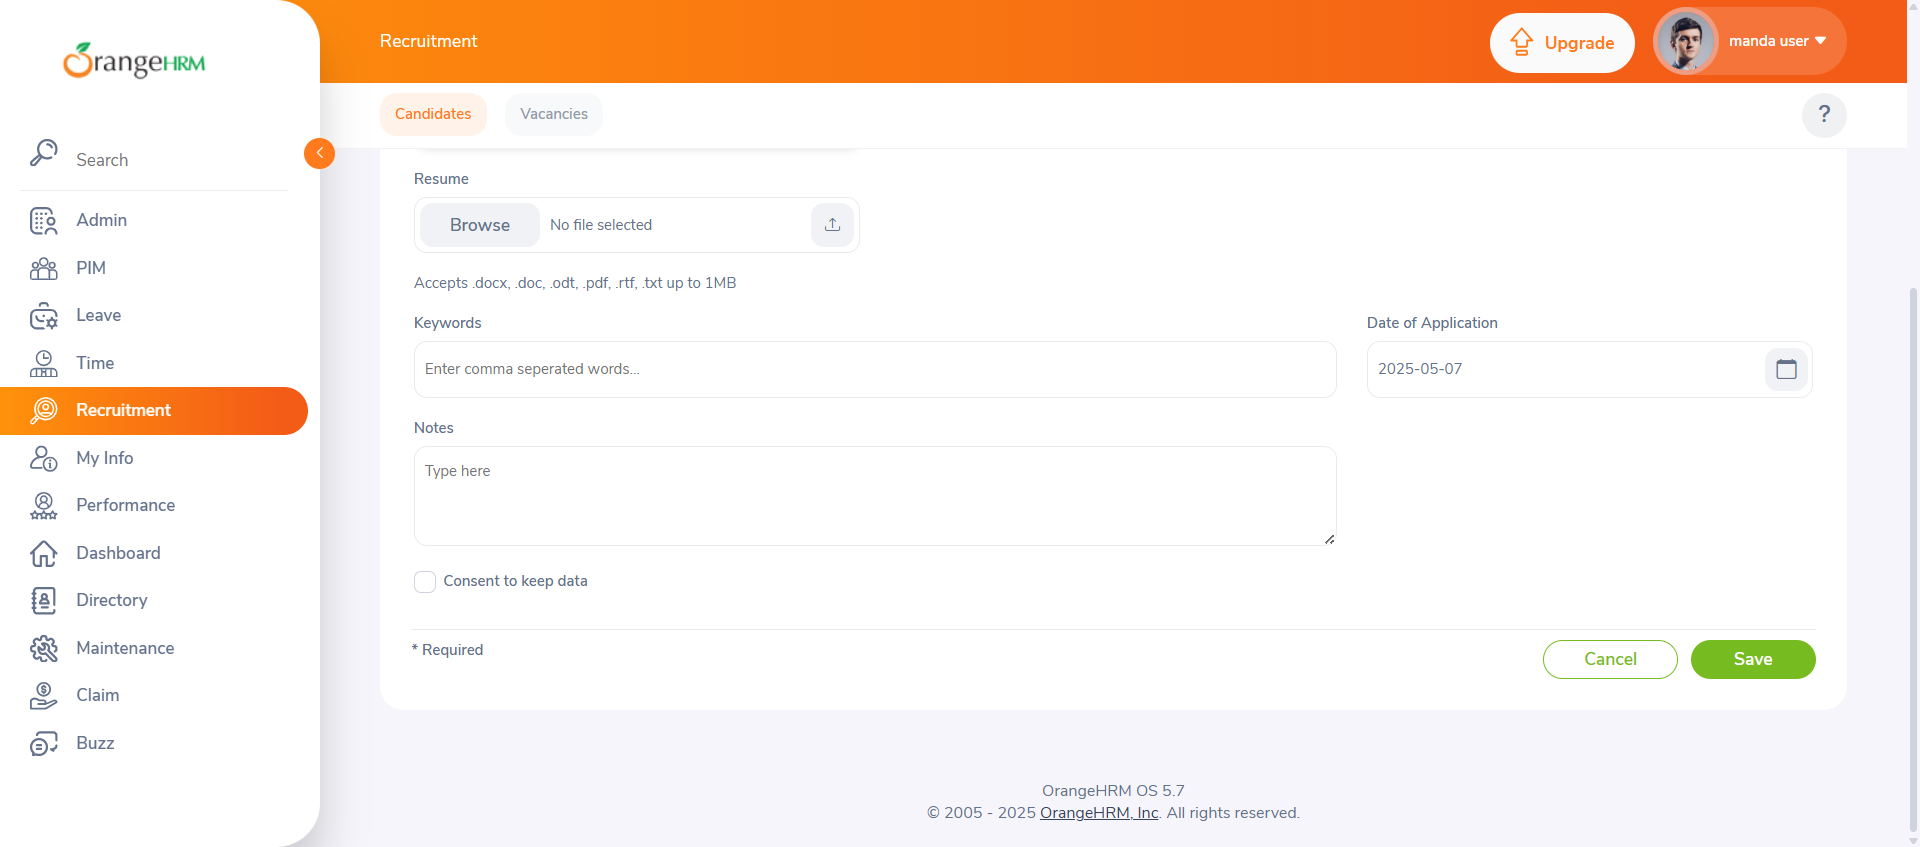 OrangeHRM
Search
Admin
PIM
Leave
Time
Recruitment
My Info
Performance
Dashboard
Directory
Maintenance
Claim
Buzz
Recruitment
Upgrade
manda user
Candidates
Vacancies
?
Resume
Browse
No file selected
Accepts .docx, .doc, .odt, .pdf, .rtf, .txt up to 1MB
Keywords
Date of Application
Enter comma seperated words...
2025-05-07
Notes
Type here
Consent to keep data
* Required
Cancel
Save
OrangeHRM OS 5.7
© 2005 - 2025 OrangeHRM, Inc. All rights reserved.